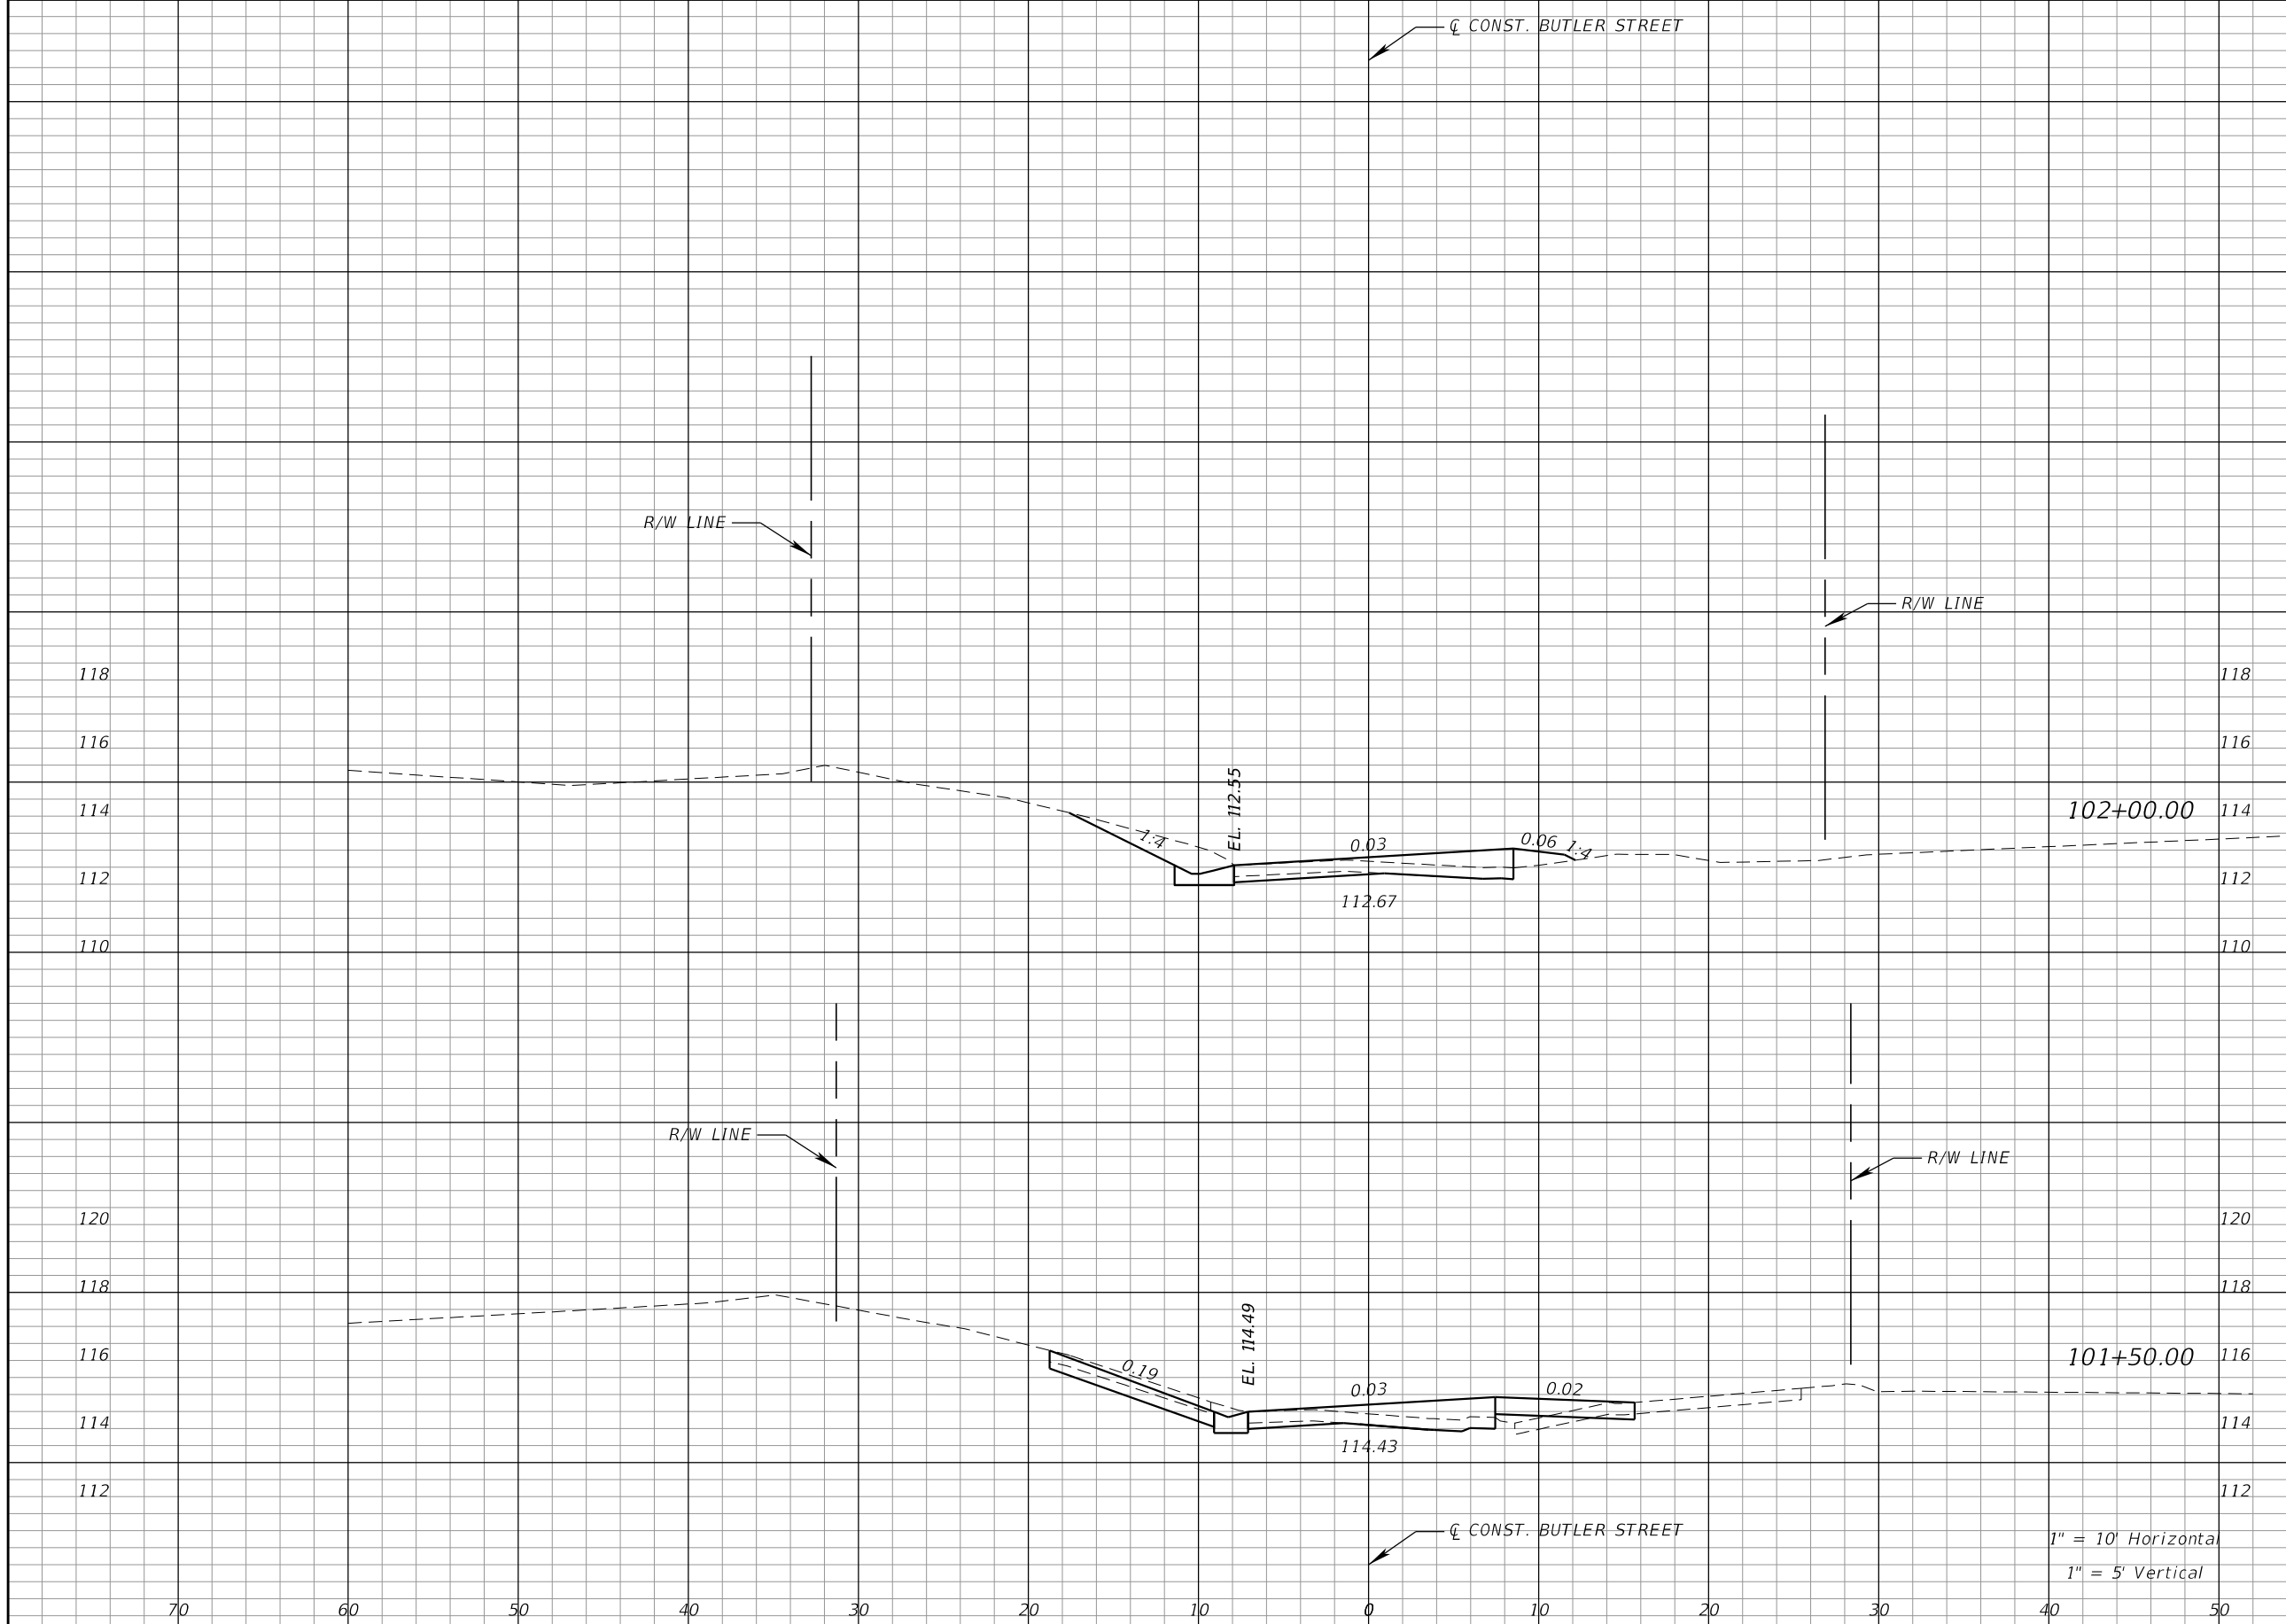 ℄ CONST. BUTLER STREET
R/W LINE
R/W LINE
118 118
116 116
EL. 112.55
114 102+00.00 114
1:4 0.03 0.06 1:4
112 112
112.67
110 110
R/W LINE
R/W LINE
120 120
118 118
EL. 114.49
116 101+50.00 116
0.19 0.03 0.02
114 114
114.43
112 112
℄ CONST. BUTLER STREET
1" = 10' Horizontal
1" = 5' Vertical
70 60 50 40 30 20 10 0 10 20 30 40 50